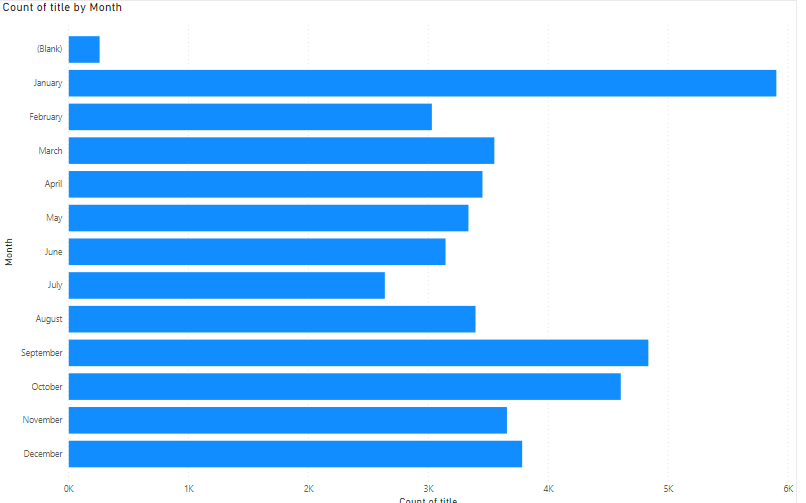 Count of title by Month
Month
(Blank)
January
February
March
April
May
June
July
August
September
October
November
December
0K 1K 2K 3K 4K 5K 6K
Count of title